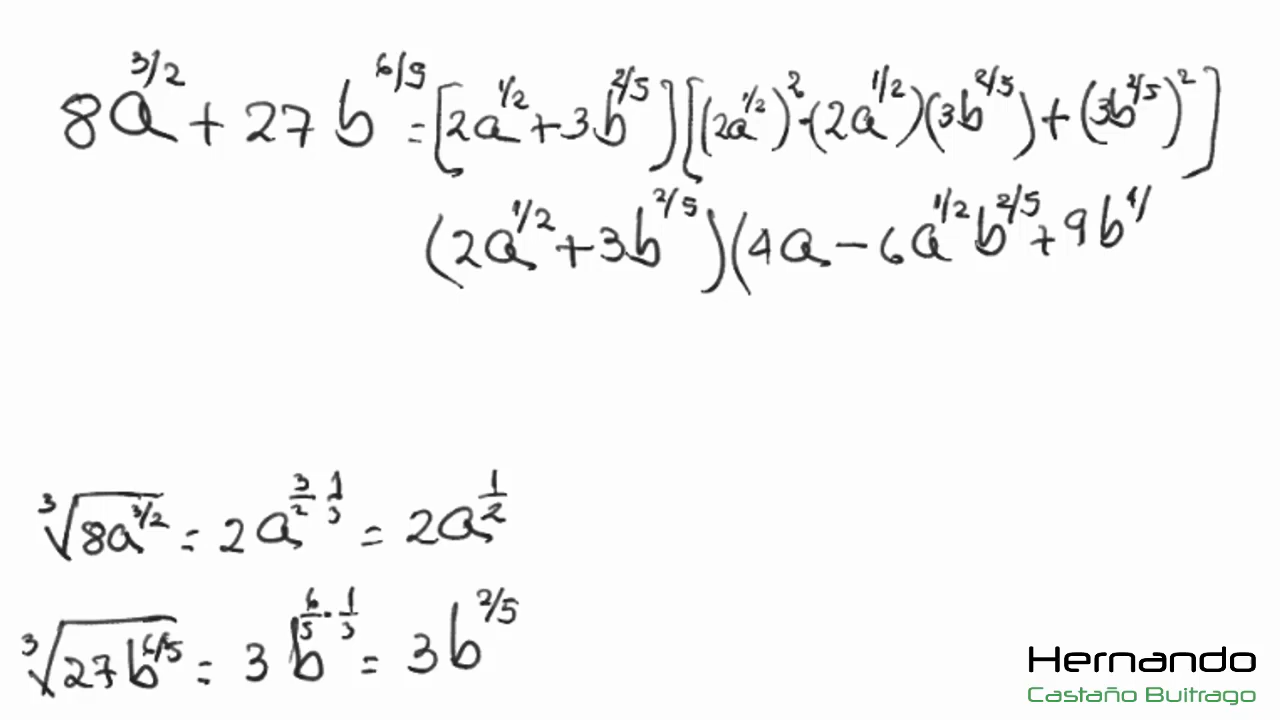 8a^{3/2} + 27b^{6/5} = [2a^{1/2} + 3b^{2/5}] [(2a^{1/2})^2 - (2a^{1/2})(3b^{2/5}) + (3b^{2/5})^2]
(2a^{1/2} + 3b^{2/5})(4a - 6a^{1/2}b^{2/5} + 9b^{4/
∛(8a^{3/2}) = 2a^{3/2 · 1/3} = 2a^{1/2}
∛(27b^{6/5}) = 3b^{6/5 · 1/3} = 3b^{2/5}
Hernando
Castaño Buitrago